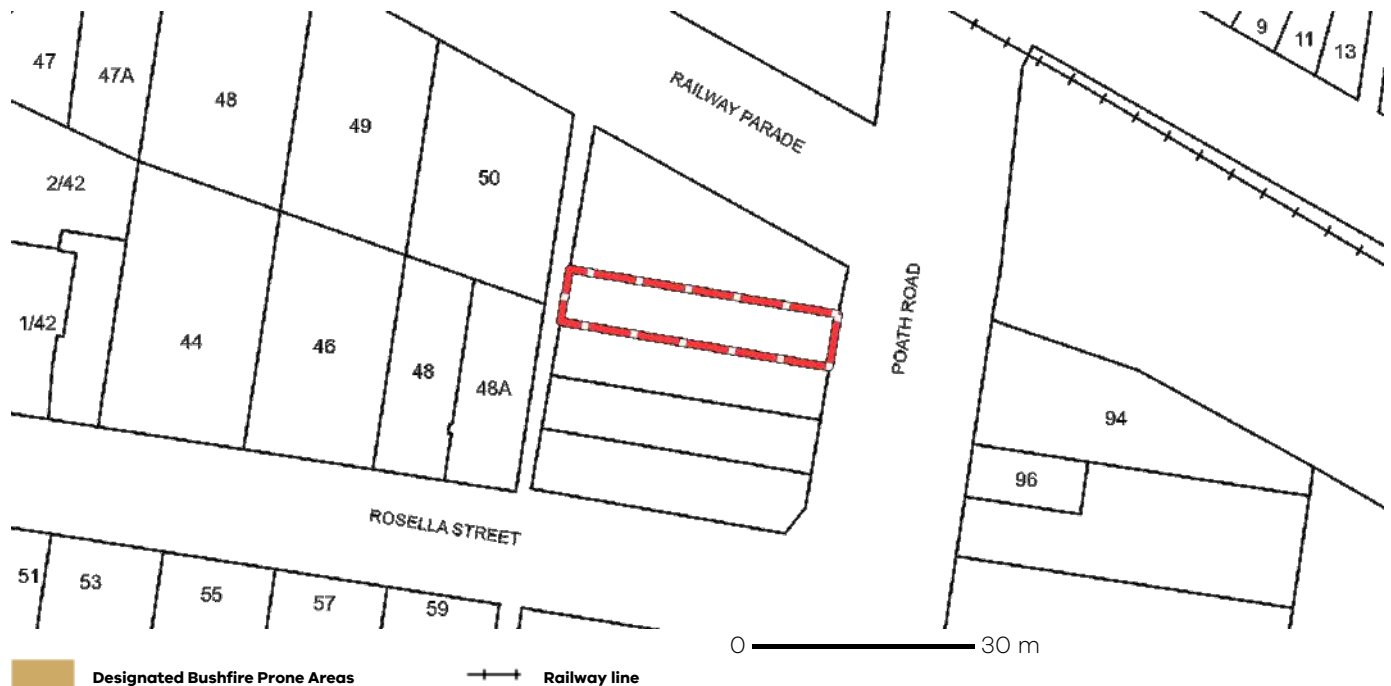 9
11
13
47
47A
48
49
50
RAILWAY PARADE
2/42
1/42
44
46
48
48A
POATH ROAD
94
96
ROSELLA STREET
51
53
55
57
59
0 30 m
Designated Bushfire Prone Areas Railway line